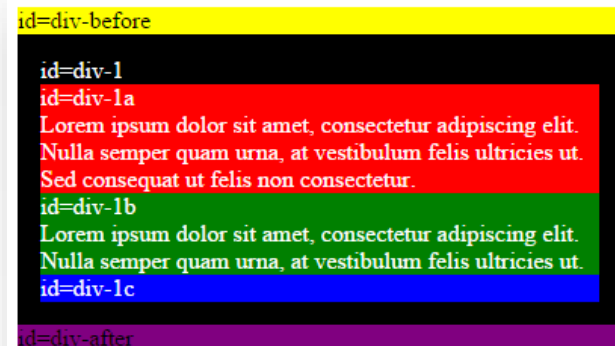 id=div-before
id=div-1
id=div-1a
Lorem ipsum dolor sit amet, consectetur adipiscing elit.
Nulla semper quam urna, at vestibulum felis ultricies ut.
Sed consequat ut felis non consectetur.
id=div-1b
Lorem ipsum dolor sit amet, consectetur adipiscing elit.
Nulla semper quam urna, at vestibulum felis ultricies ut.
id=div-1c
id=div-after